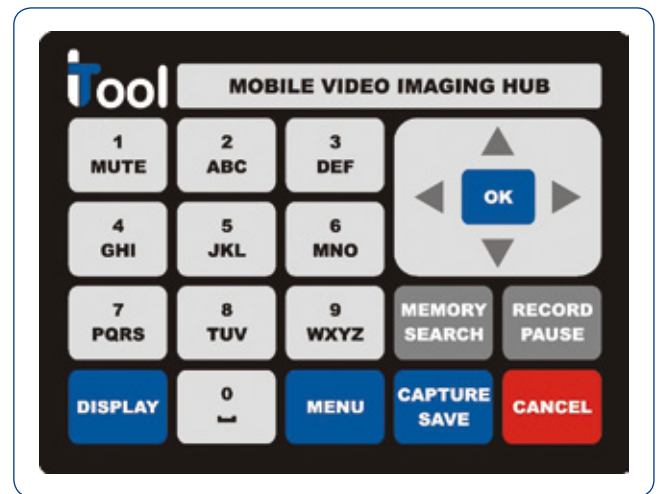 iTool
MOBILE VIDEO IMAGING HUB
1
MUTE
2
ABC
3
DEF
OK
4
GHI
5
JKL
6
MNO
7
PQRS
8
TUV
9
WXYZ
MEMORY
SEARCH
RECORD
PAUSE
DISPLAY
0
MENU
CAPTURE
SAVE
CANCEL